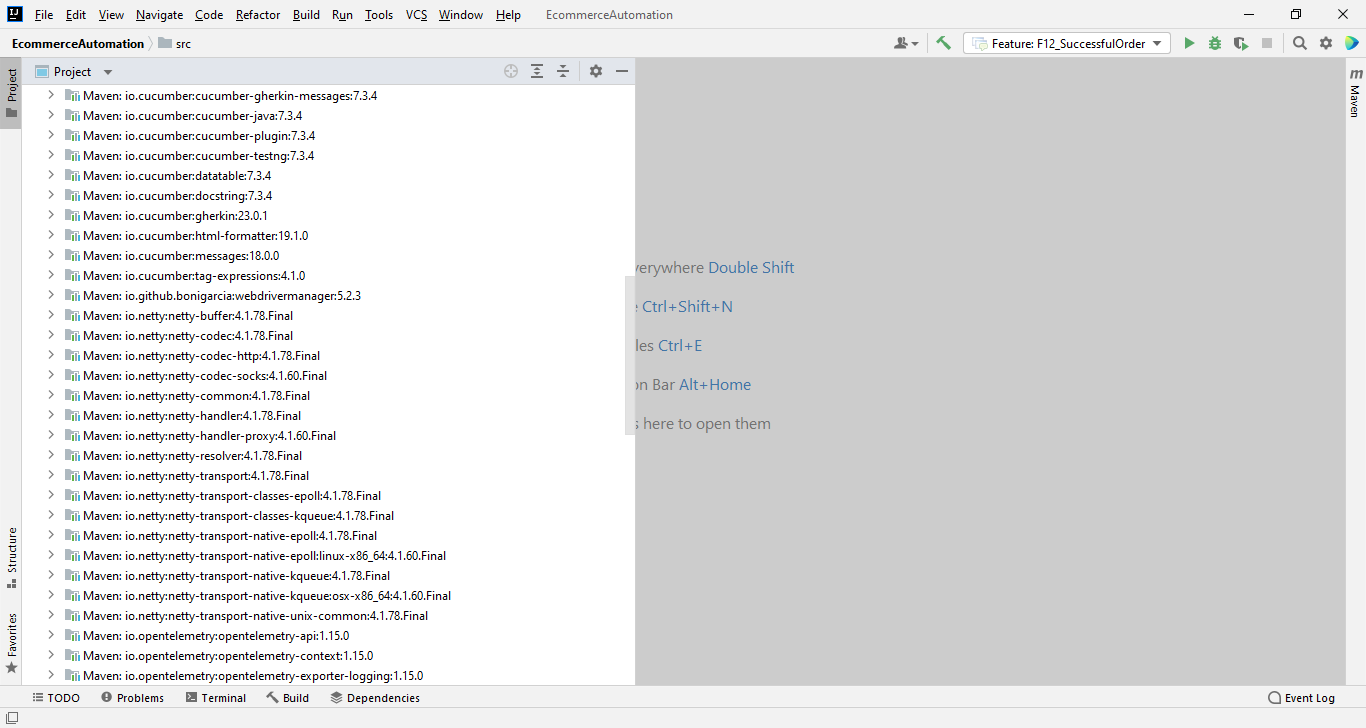 File Edit View Navigate Code Refactor Build Run Tools VCS Window Help EcommerceAutomation
EcommerceAutomation src Feature: F12_SuccessfulOrder
Project
Project
Maven: io.cucumber:cucumber-gherkin-messages:7.3.4
Maven: io.cucumber:cucumber-java:7.3.4
Maven: io.cucumber:cucumber-plugin:7.3.4
Maven: io.cucumber:cucumber-testng:7.3.4
Maven: io.cucumber:datatable:7.3.4
Maven: io.cucumber:docstring:7.3.4
Maven: io.cucumber:gherkin:23.0.1
Maven: io.cucumber:html-formatter:19.1.0
Maven: io.cucumber:messages:18.0.0
Maven: io.cucumber:tag-expressions:4.1.0
Maven: io.github.bonigarcia:webdrivermanager:5.2.3
Maven: io.netty:netty-buffer:4.1.78.Final
Maven: io.netty:netty-codec:4.1.78.Final
Maven: io.netty:netty-codec-http:4.1.78.Final
Maven: io.netty:netty-codec-socks:4.1.60.Final
Maven: io.netty:netty-common:4.1.78.Final
Maven: io.netty:netty-handler:4.1.78.Final
Maven: io.netty:netty-handler-proxy:4.1.60.Final
Maven: io.netty:netty-resolver:4.1.78.Final
Maven: io.netty:netty-transport:4.1.78.Final
Maven: io.netty:netty-transport-classes-epoll:4.1.78.Final
Maven: io.netty:netty-transport-classes-kqueue:4.1.78.Final
Maven: io.netty:netty-transport-native-epoll:4.1.78.Final
Maven: io.netty:netty-transport-native-epoll:linux-x86_64:4.1.60.Final
Maven: io.netty:netty-transport-native-kqueue:4.1.78.Final
Maven: io.netty:netty-transport-native-kqueue:osx-x86_64:4.1.60.Final
Maven: io.netty:netty-transport-native-unix-common:4.1.78.Final
Maven: io.opentelemetry:opentelemetry-api:1.15.0
Maven: io.opentelemetry:opentelemetry-context:1.15.0
Maven: io.opentelemetry:opentelemetry-exporter-logging:1.15.0
verywhere Double Shift
Ctrl+Shift+N
les Ctrl+E
on Bar Alt+Home
s here to open them
m
Maven
Structure
Favorites
TODO Problems Terminal Build Dependencies Event Log